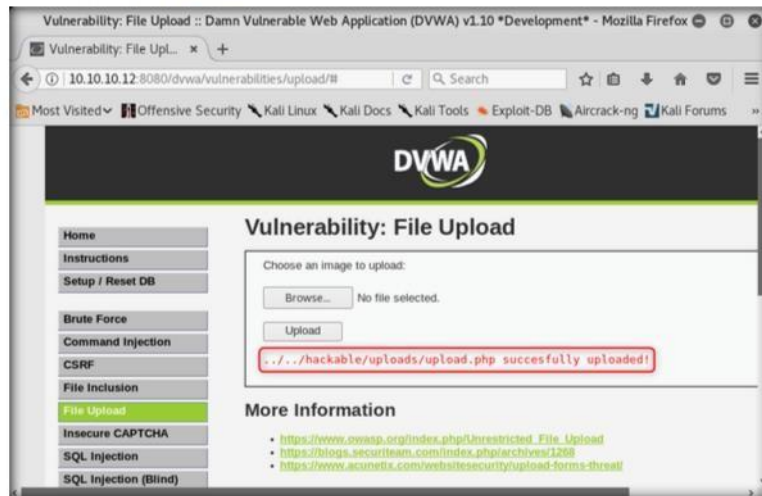 Vulnerability: File Upload :: Damn Vulnerable Web Application (DVWA) v1.10 *Development* - Mozilla Firefox
Vulnerability: File Upl...
10.10.10.12:8080/dvwa/vulnerabilities/upload/#
Search
Most Visited
Offensive Security
Kali Linux
Kali Docs
Kali Tools
Exploit-DB
Aircrack-ng
Kali Forums
DVWA
Home
Instructions
Setup / Reset DB
Brute Force
Command Injection
CSRF
File Inclusion
File Upload
Insecure CAPTCHA
SQL Injection
SQL Injection (Blind)
Vulnerability: File Upload
Choose an image to upload:
Browse... No file selected.
Upload
../../hackable/uploads/upload.php succesfully uploaded!
More Information
https://www.owasp.org/index.php/Unrestricted_File_Upload
https://blogs.securiteam.com/index.php/archives/1268
https://www.acunetix.com/websitesecurity/upload-forms-threat/